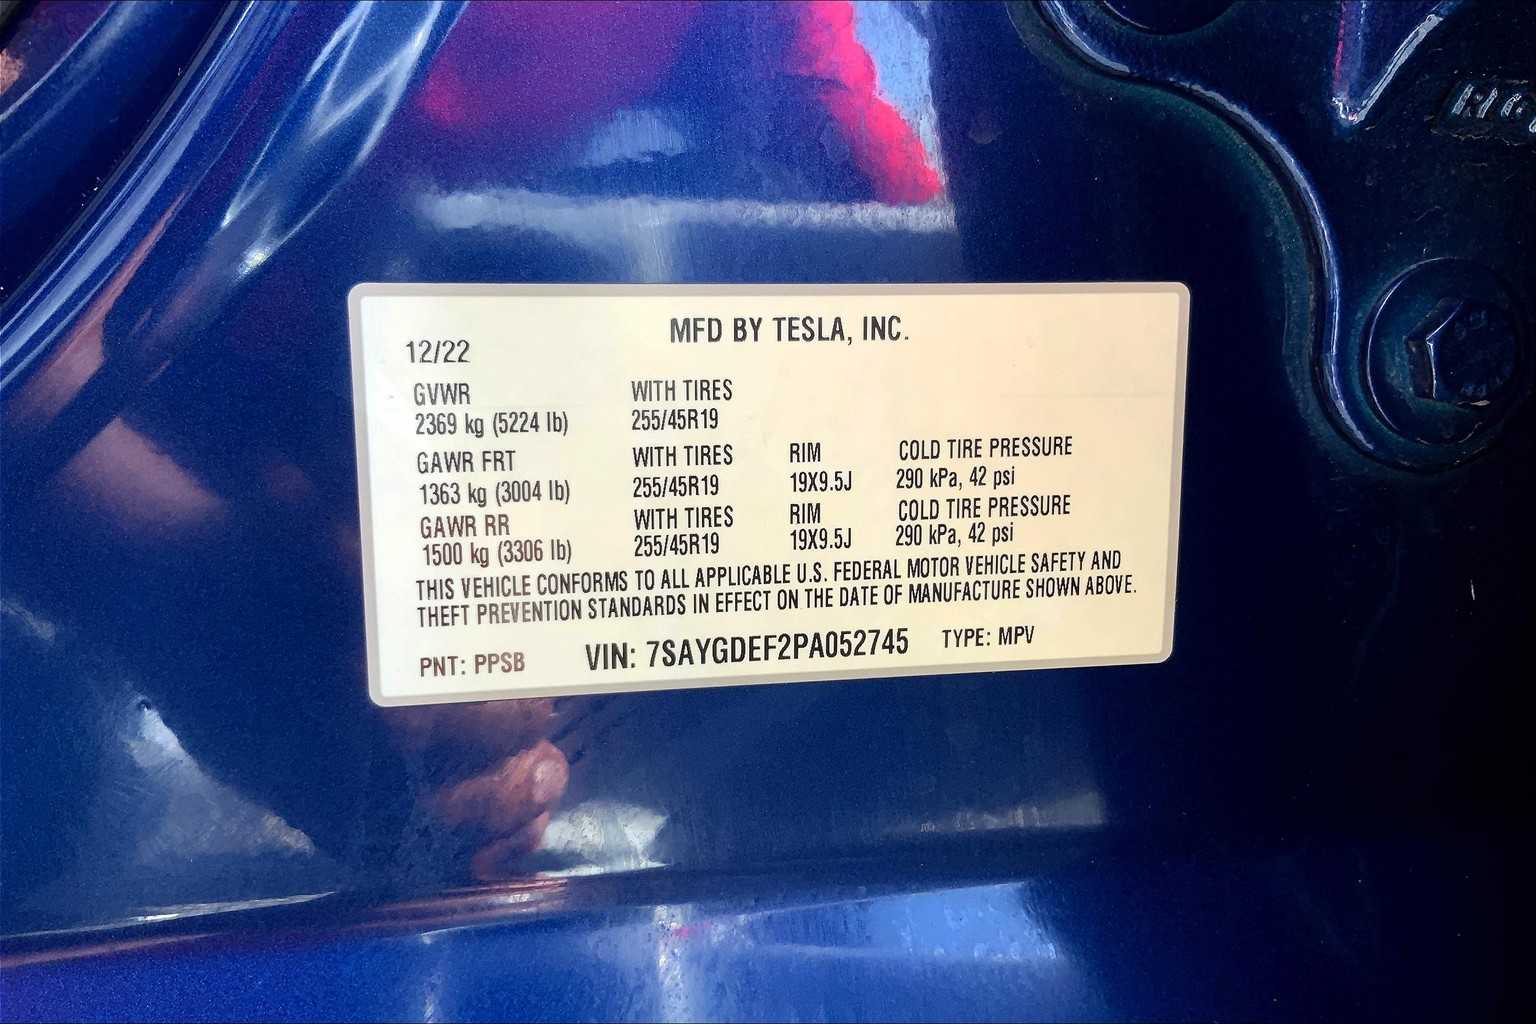 MFD BY TESLA, INC.
12/22
GVWR WITH TIRES
2369 kg (5224 lb) 255/45R19
GAWR FRT WITH TIRES RIM COLD TIRE PRESSURE
1363 kg (3004 lb) 255/45R19 19X9.5J 290 kPa, 42 psi
GAWR RR WITH TIRES RIM COLD TIRE PRESSURE
1500 kg (3306 lb) 255/45R19 19X9.5J 290 kPa, 42 psi
THIS VEHICLE CONFORMS TO ALL APPLICABLE U.S. FEDERAL MOTOR VEHICLE SAFETY AND
THEFT PREVENTION STANDARDS IN EFFECT ON THE DATE OF MANUFACTURE SHOWN ABOVE.
PNT: PPSB VIN: 7SAYGDEF2PA052745 TYPE: MPV